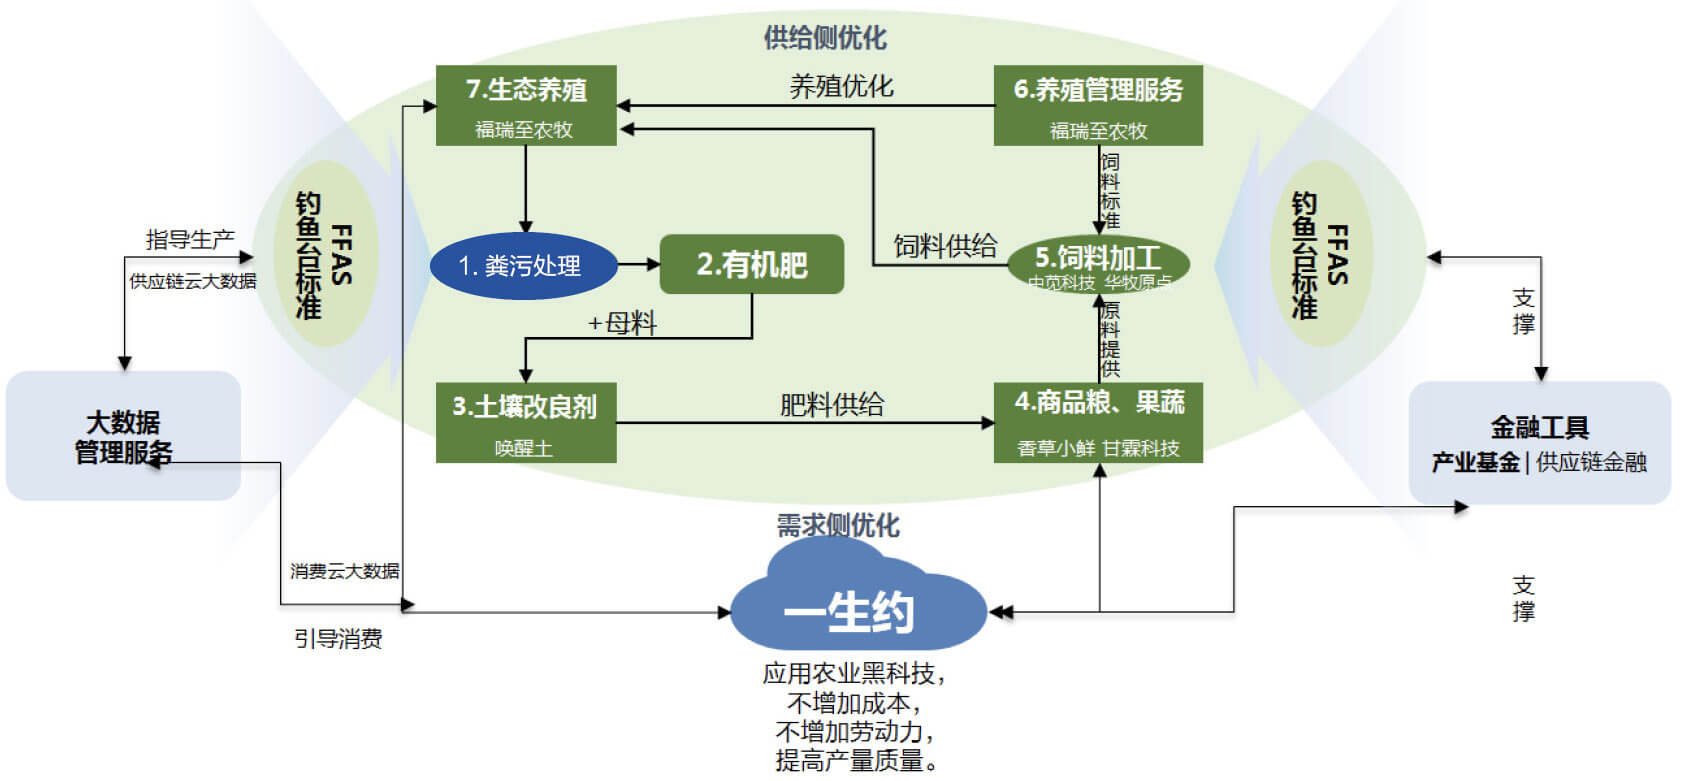 供给侧优化
7.生态养殖
福瑞至农牧
养殖优化
6.养殖管理服务
福瑞至农牧
饲料标准
钓鱼台标准
FFAS
指导生产
供应链云大数据
1. 粪污处理
2.有机肥
饲料供给
5.饲料加工
中苋科技 华牧原点
钓鱼台标准
FFAS
支撑
+母料
原料提供
大数据
管理服务
3.土壤改良剂
唤醒土
肥料供给
4.商品粮、果蔬
香草小鲜 甘霖科技
金融工具
产业基金|供应链金融
需求侧优化
消费云大数据
引导消费
一生约
支撑
应用农业黑科技，
不增加成本，
不增加劳动力，
提高产量质量。